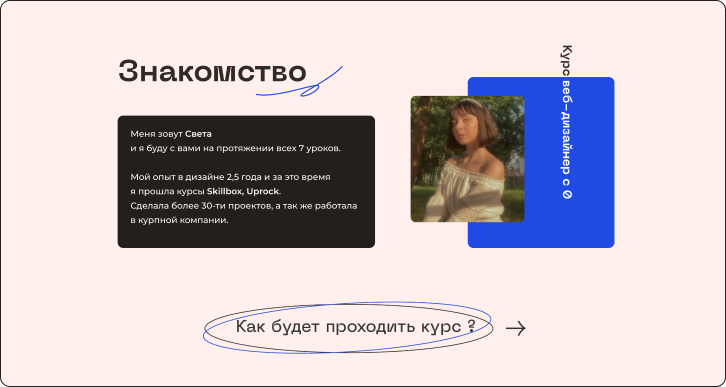 Знакомство
Меня зовут Света
и я буду с вами на протяжении всех 7 уроков.
Мой опыт в дизайне 2,5 года и за это время
я прошла курсы Skillbox, Uprock.
Сделала более 30-ти проектов, а так же работала
в курпной компании.
Курс веб-дизайнер с 0
Как будет проходить курс ?